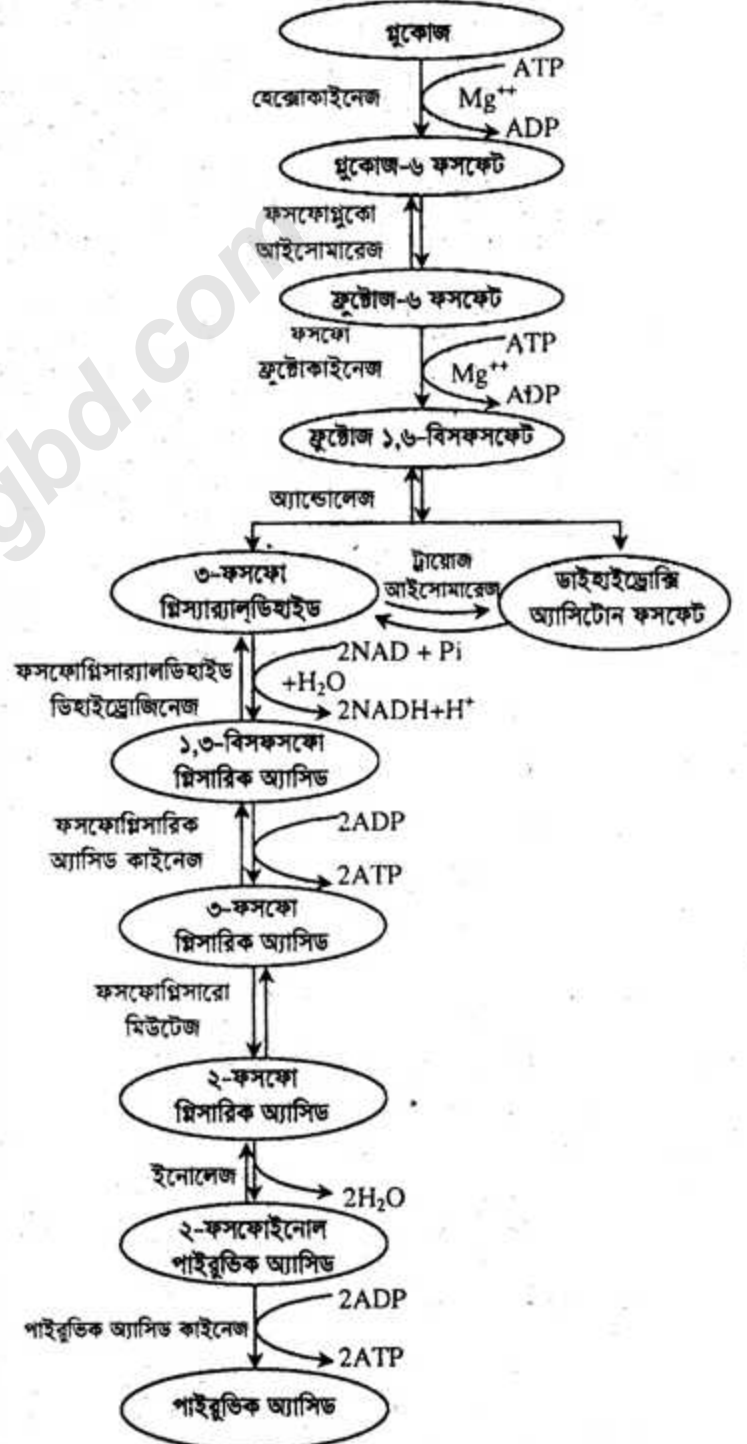 গ্লুকোজ
ATP
হেক্সোকাইনেজ
Mg⁺⁺
ADP
গ্লুকোজ-৬ ফসফেট
ফসফোগ্লুকো
আইসোমারেজ
ফ্রুক্টোজ-৬ ফসফেট
ফসফো
ফ্রুক্টোকাইনেজ
ATP
Mg⁺⁺
ADP
ফ্রুক্টোজ ১,৬-বিসফসফেট
অ্যান্ডোলেজ
৩-ফসফো
গ্লিস্যার‍্যাল্ডিহাইড
ট্রায়োজ
আইসোমারেজ
ডাইহাইড্রোক্সি
অ্যাসিটোন ফসফেট
ফসফোগ্লিসার‍্যালডিহাইড
ডিহাইড্রোজিনেজ
2NAD + Pi
+H₂O
2NADH+H⁺
১,৩-বিসফসফো
গ্লিসারিক অ্যাসিড
ফসফোগ্লিসারিক
অ্যাসিড কাইনেজ
2ADP
2ATP
৩-ফসফো
গ্লিসারিক অ্যাসিড
ফসফোগ্লিসারো
মিউটেজ
২-ফসফো
গ্লিসারিক অ্যাসিড
ইনোলেজ
2H₂O
২-ফসফোইনোল
পাইরুভিক অ্যাসিড
পাইরুভিক অ্যাসিড কাইনেজ
2ADP
2ATP
পাইরুভিক অ্যাসিড
gbd.com